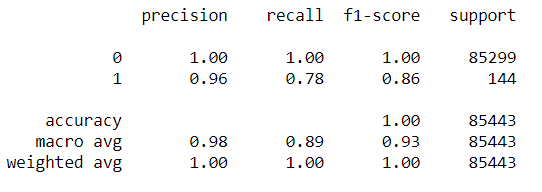 precision recall f1-score support
0 1.00 1.00 1.00 85299
1 0.96 0.78 0.86 144
accuracy 1.00 85443
macro avg 0.98 0.89 0.93 85443
weighted avg 1.00 1.00 1.00 85443